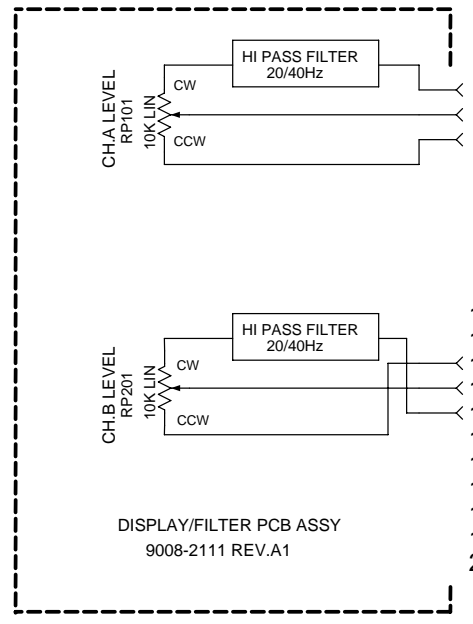 HI PASS FILTER
20/40Hz
CW
CH.A LEVEL
RP101
10K LIN
CCW
HI PASS FILTER
20/40Hz
CW
CH.B LEVEL
RP201
10K LIN
CCW
DISPLAY/FILTER PCB ASSY
9008-2111 REV.A1